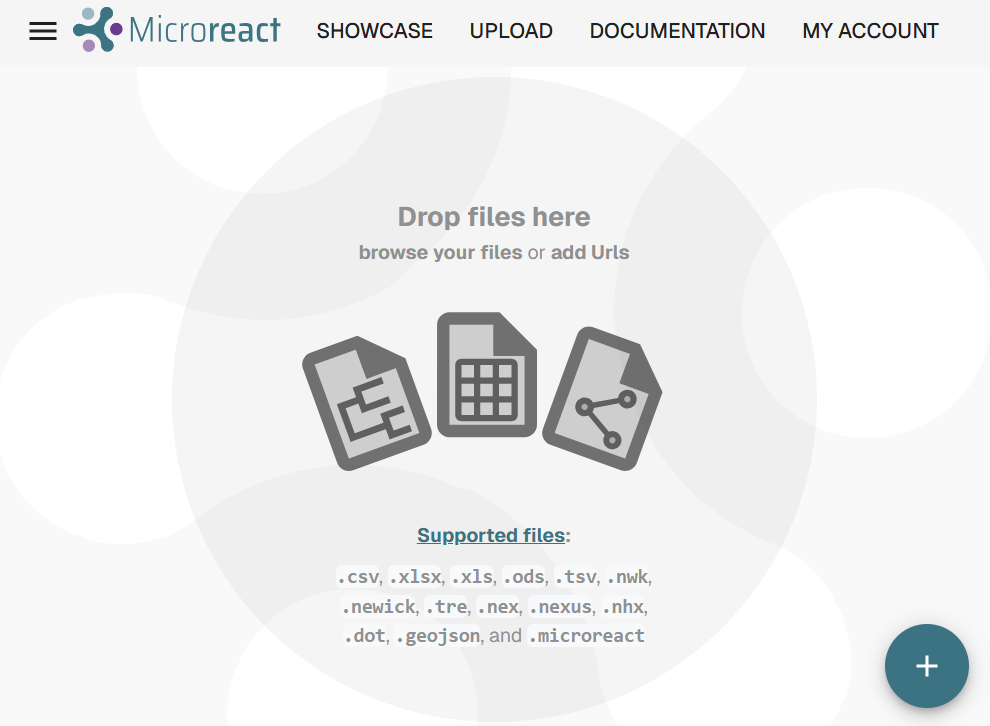 Microreact SHOWCASE UPLOAD DOCUMENTATION MY ACCOUNT
Drop files here
browse your files or add Urls
Supported files:
.csv, .xlsx, .xls, .ods, .tsv, .nwk,
.newick, .tre, .nex, .nexus, .nhx,
.dot, .geojson, and .microreact
+